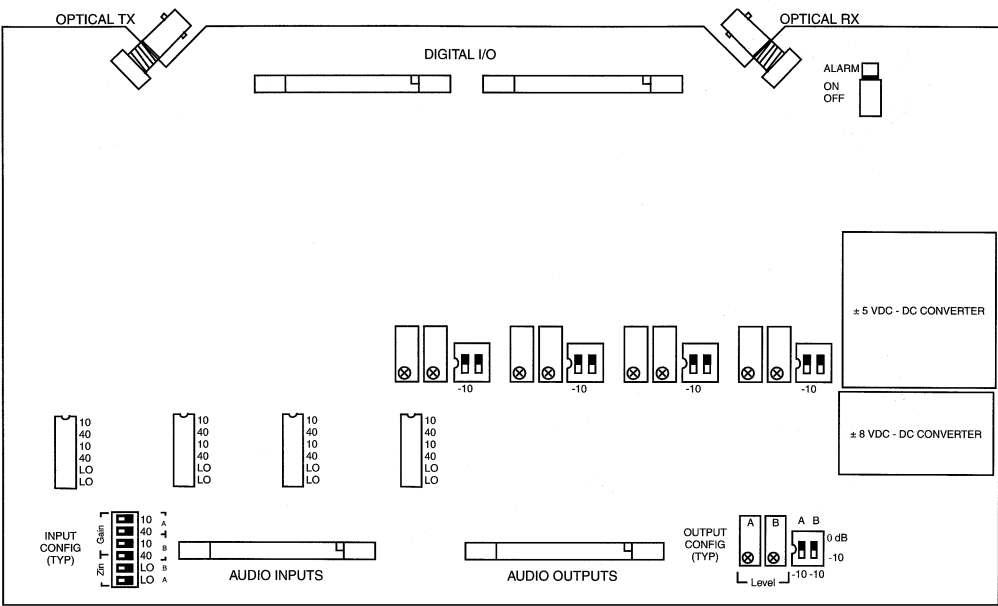 OPTICAL TX
OPTICAL RX
DIGITAL I/O
ALARM
ON
OFF
± 5 VDC - DC CONVERTER
-10
-10
-10
-10
± 8 VDC - DC CONVERTER
10
40
10
40
LO
LO
10
40
10
40
LO
LO
10
40
10
40
LO
LO
10
40
10
40
LO
LO
INPUT
CONFIG
(TYP)
Gain
Zin
10
40
10
40
LO
LO
A
B
B
A
AUDIO INPUTS
AUDIO OUTPUTS
OUTPUT
CONFIG
(TYP)
A B
A B
0 dB
-10
-10 -10
Level